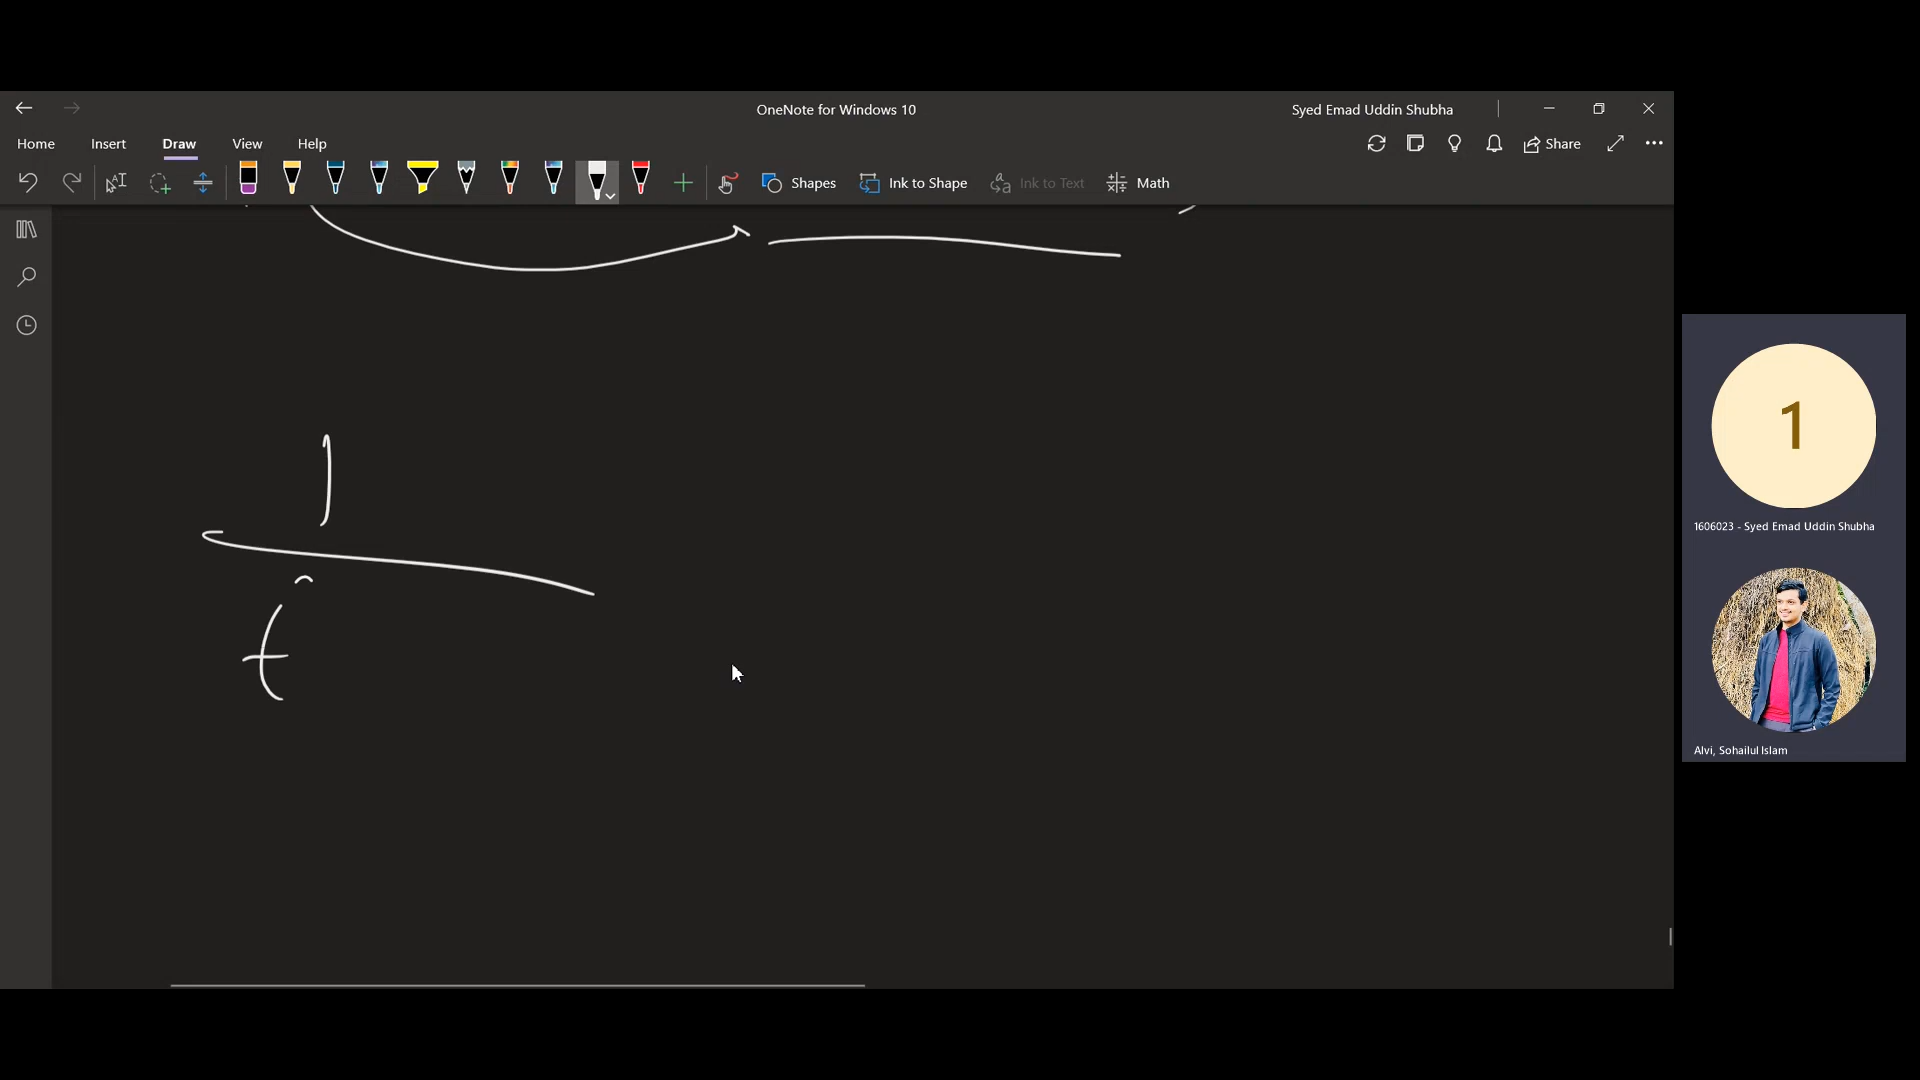 OneNote for Windows 10
Syed Emad Uddin Shubha
Home Insert Draw View Help
Share
Shapes
Ink to Shape
Ink to Text
Math
1
t
1
1606023 - Syed Emad Uddin Shubha
Alvi, Sohailul Islam